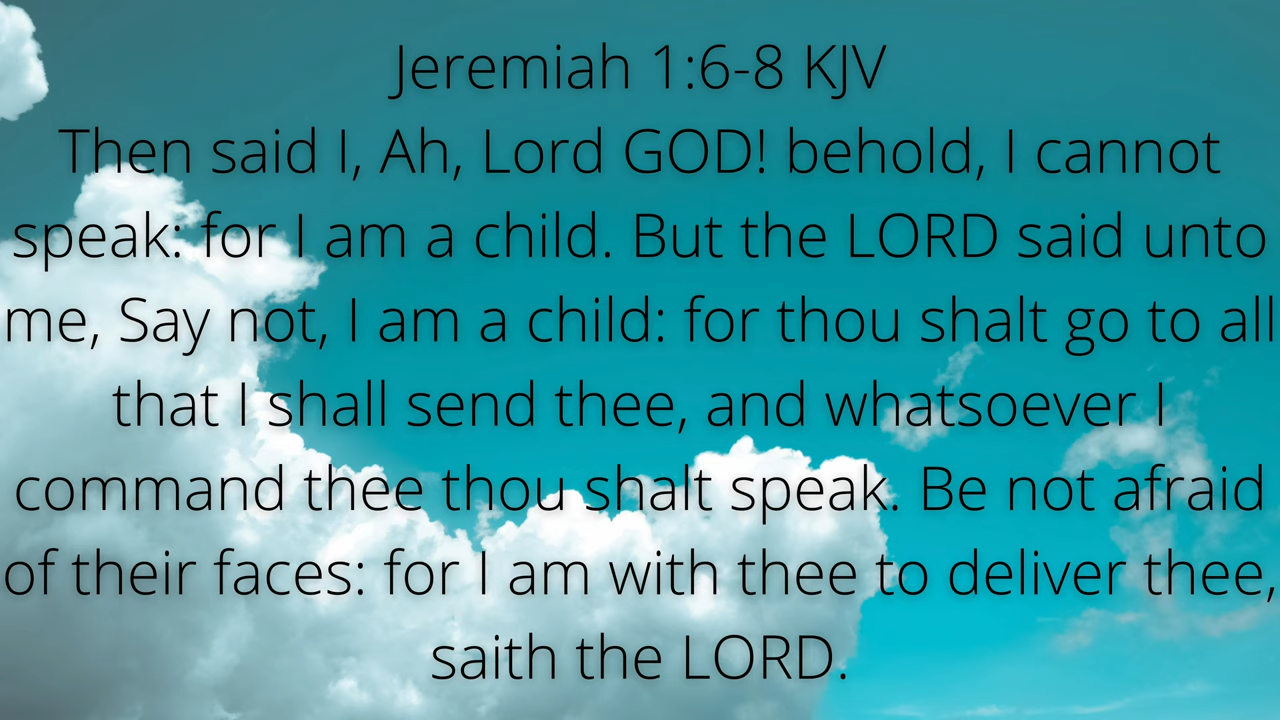 Jeremiah 1:6-8 KJV
Then said I, Ah, Lord GOD! behold, I cannot
speak: for I am a child. But the LORD said unto
me, Say not, I am a child: for thou shalt go to all
that I shall send thee, and whatsoever I
command thee thou shalt speak. Be not afraid
of their faces: for I am with thee to deliver thee,
saith the LORD.